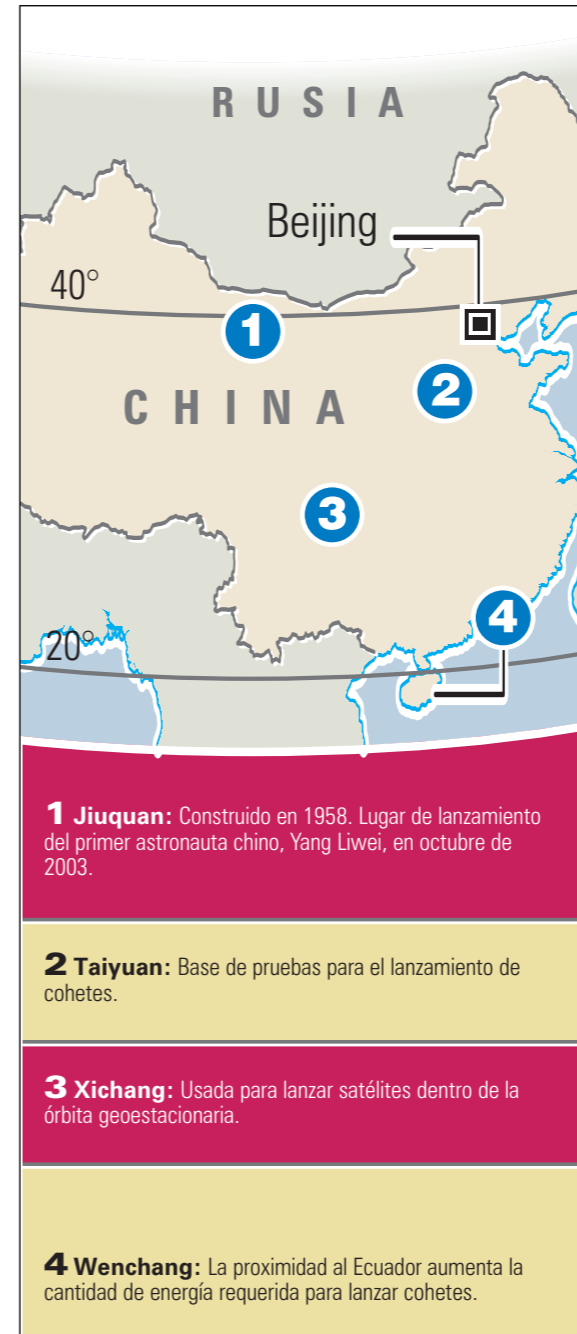 RUSIA
Beijing
40°
1
2
CHINA
3
4
20°
1 Jiuquan: Construido en 1958. Lugar de lanzamiento
del primer astronauta chino, Yang Liwei, en octubre de
2003.
2 Taiyuan: Base de pruebas para el lanzamiento de
cohetes.
3 Xichang: Usada para lanzar satélites dentro de la
órbita geoestacionaria.
4 Wenchang: La proximidad al Ecuador aumenta la
cantidad de energía requerida para lanzar cohetes.